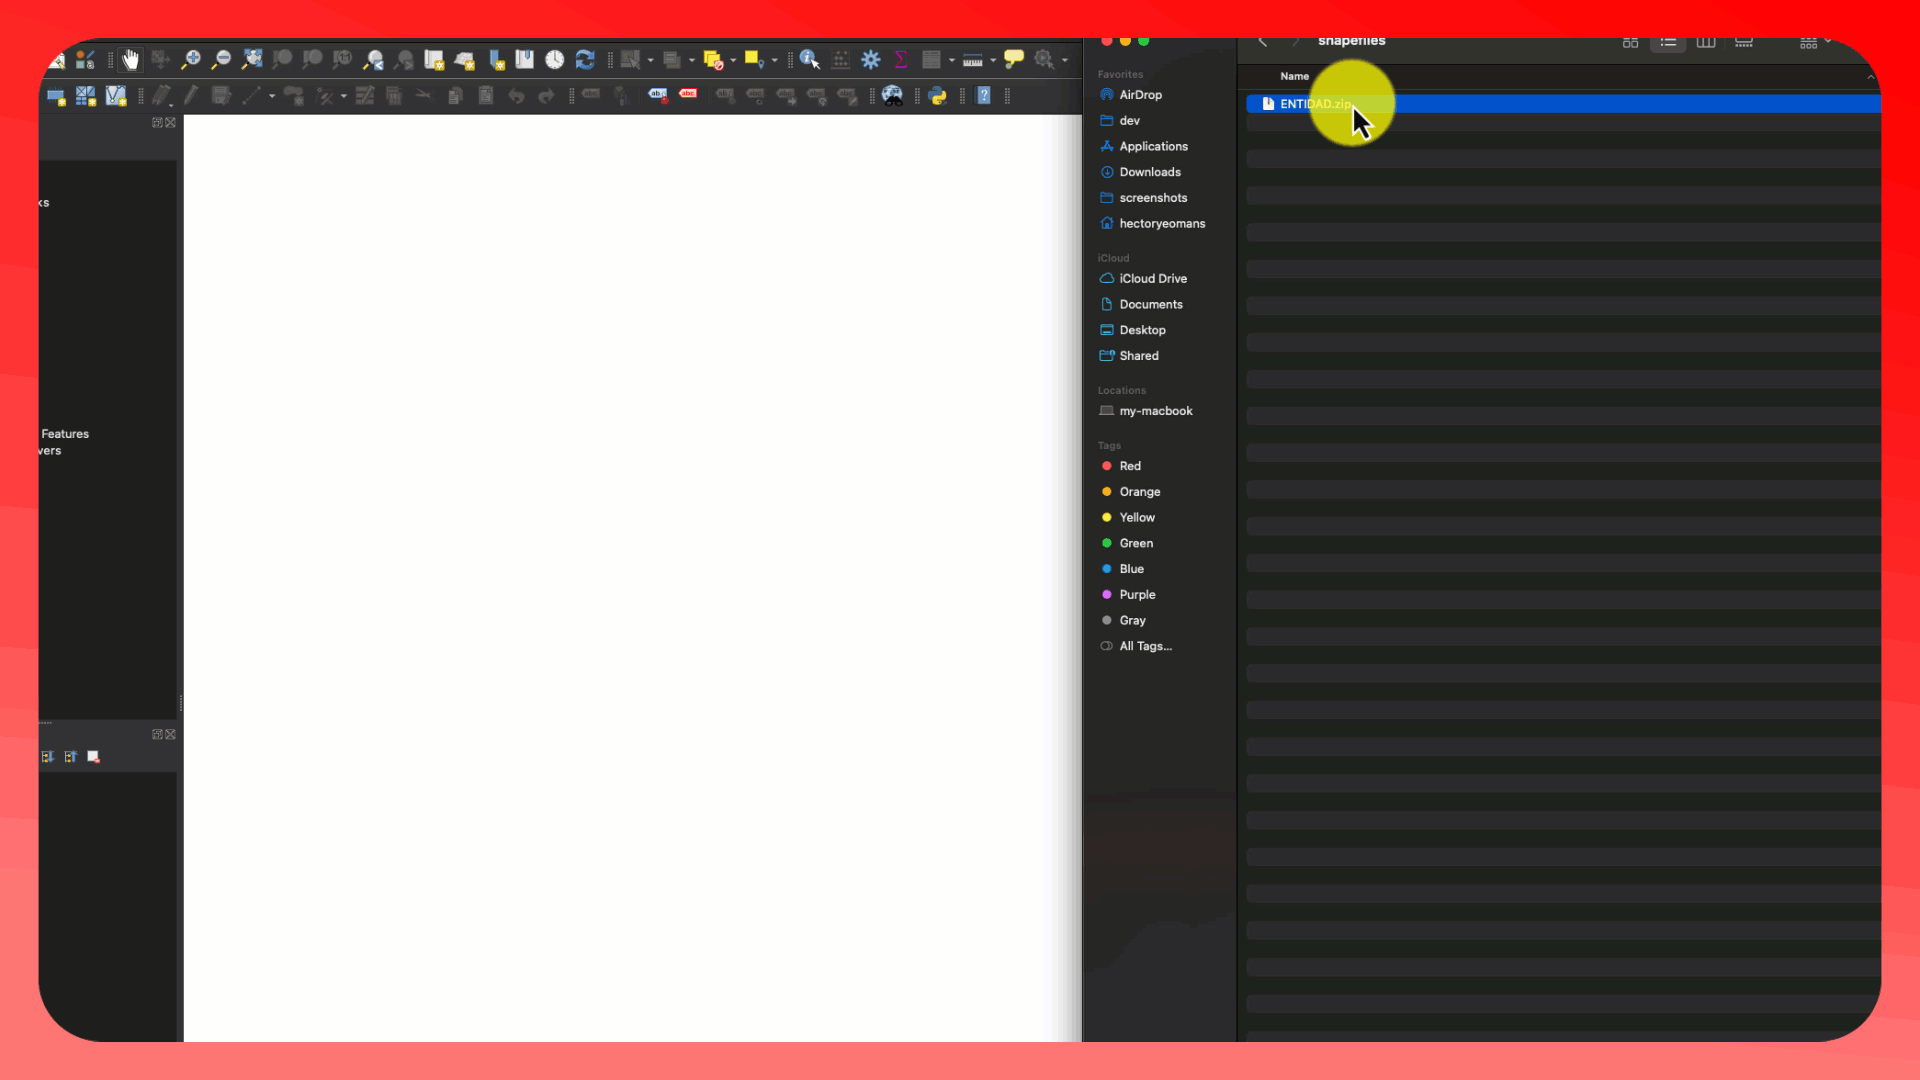 shapefiles
Favorites
Name
AirDrop
ENTIDAD.zip
dev
Applications
Downloads
screenshots
ks
hectoryeomans
iCloud
iCloud Drive
Documents
Desktop
Shared
Locations
my-macbook
Features
vers
Tags
Red
Orange
Yellow
Green
Blue
Purple
Gray
All Tags...